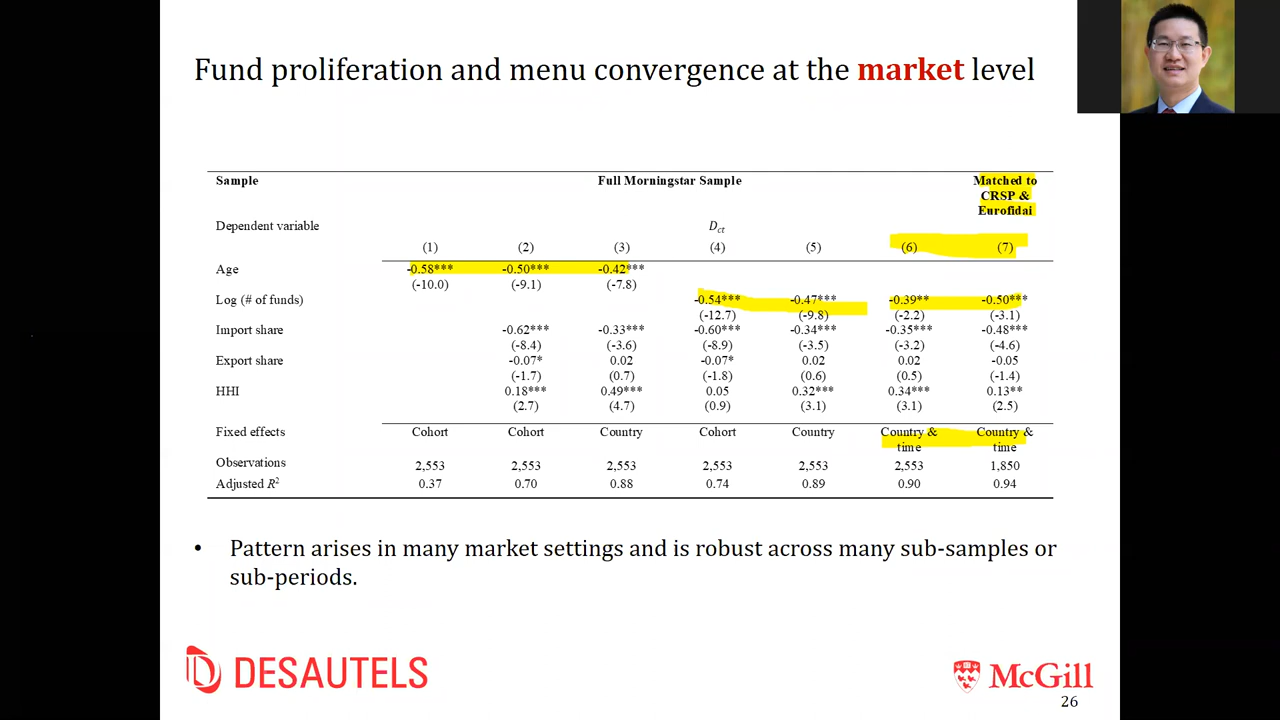 Fund proliferation and menu convergence at the market level
Sample Full Morningstar Sample Matched to
CRSP &
Eurofidai
Dependent variable Dct
(1) (2) (3) (4) (5) (6) (7)
Age -0.58*** -0.50*** -0.42***
(-10.0) (-9.1) (-7.8)
Log (# of funds) -0.54*** -0.47*** -0.39** -0.50***
(-12.7) (-9.8) (-2.2) (-3.1)
Import share -0.62*** -0.33*** -0.60*** -0.34*** -0.35*** -0.48***
(-8.4) (-3.6) (-8.9) (-3.5) (-3.2) (-4.6)
Export share -0.07* 0.02 -0.07* 0.02 0.02 -0.05
(-1.7) (0.7) (-1.8) (0.6) (0.5) (-1.4)
HHI 0.18*** 0.49*** 0.05 0.32*** 0.34*** 0.13**
(2.7) (4.7) (0.9) (3.1) (3.1) (2.5)
Fixed effects Cohort Cohort Country Cohort Country Country & Country &
time time
Observations 2,553 2,553 2,553 2,553 2,553 2,553 1,850
Adjusted R2 0.37 0.70 0.88 0.74 0.89 0.90 0.94
• Pattern arises in many market settings and is robust across many sub-samples or
sub-periods.
DESAUTELS
McGill
26